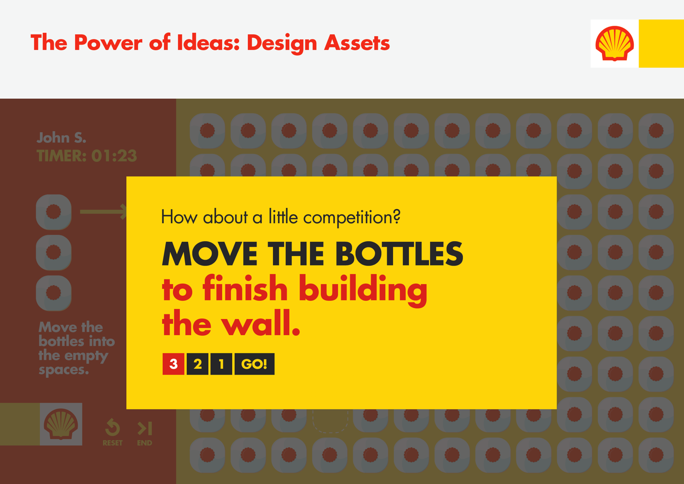 The Power of Ideas: Design Assets
John S.
TIMER: 01:23
How about a little competition?
MOVE THE BOTTLES
to finish building
the wall.
3 2 1 GO!
Move the
bottles into
the empty
spaces.
RESET END